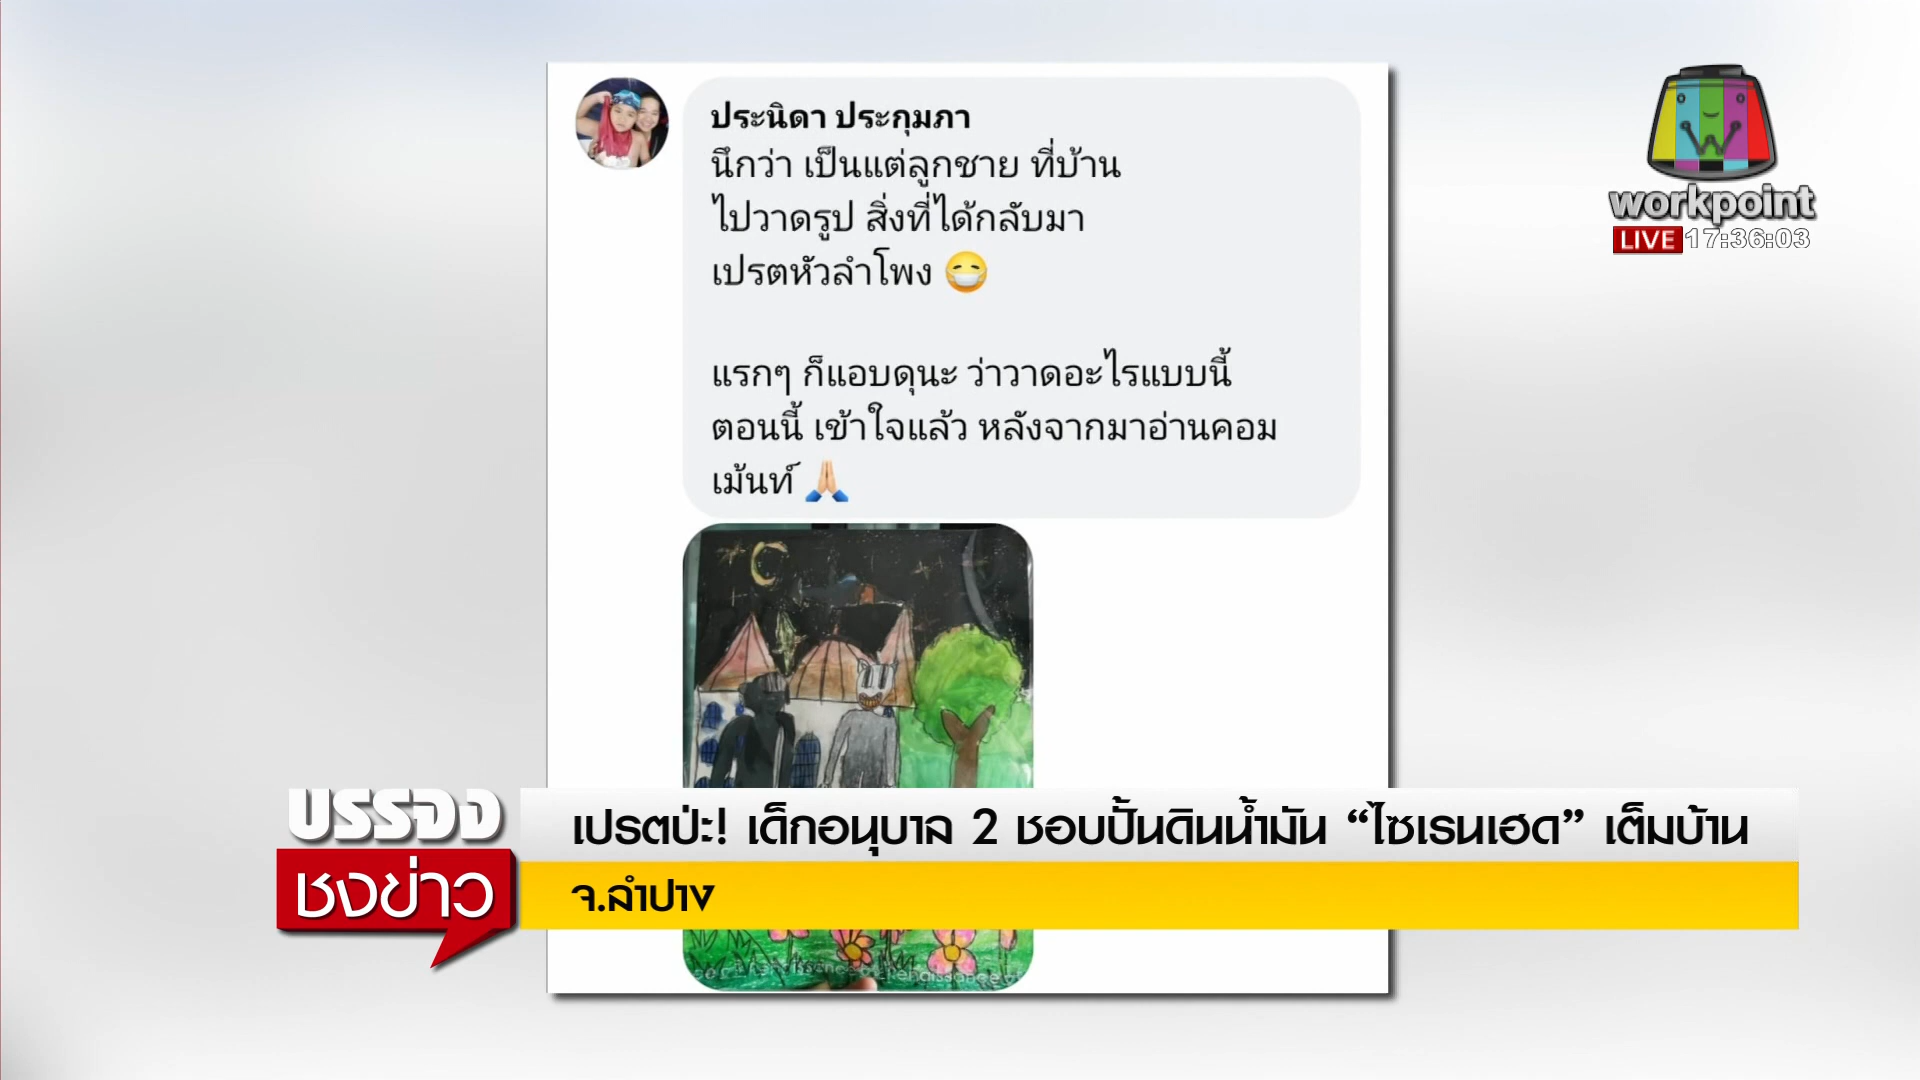 ประนิดา ประกุมภา
นึกว่า เป็นแต่ลูกชาย ที่บ้าน
ไปวาดรูป สิ่งที่ได้กลับมา
เปรตหัวลำโพง 😷
แรกๆ ก็แอบดุนะ ว่าวาดอะไรแบบนี้
ตอนนี้ เข้าใจแล้ว หลังจากมาอ่านคอม
เม้นท์ 🙏
workpoint
LIVE 17:36:03
บรรจง
ชงข่าว
เปรตป่ะ! เด็กอนุบาล 2 ชอบปั้นดินน้ำมัน “ไซเรนเฮด” เต็มบ้าน
จ.ลำปาง